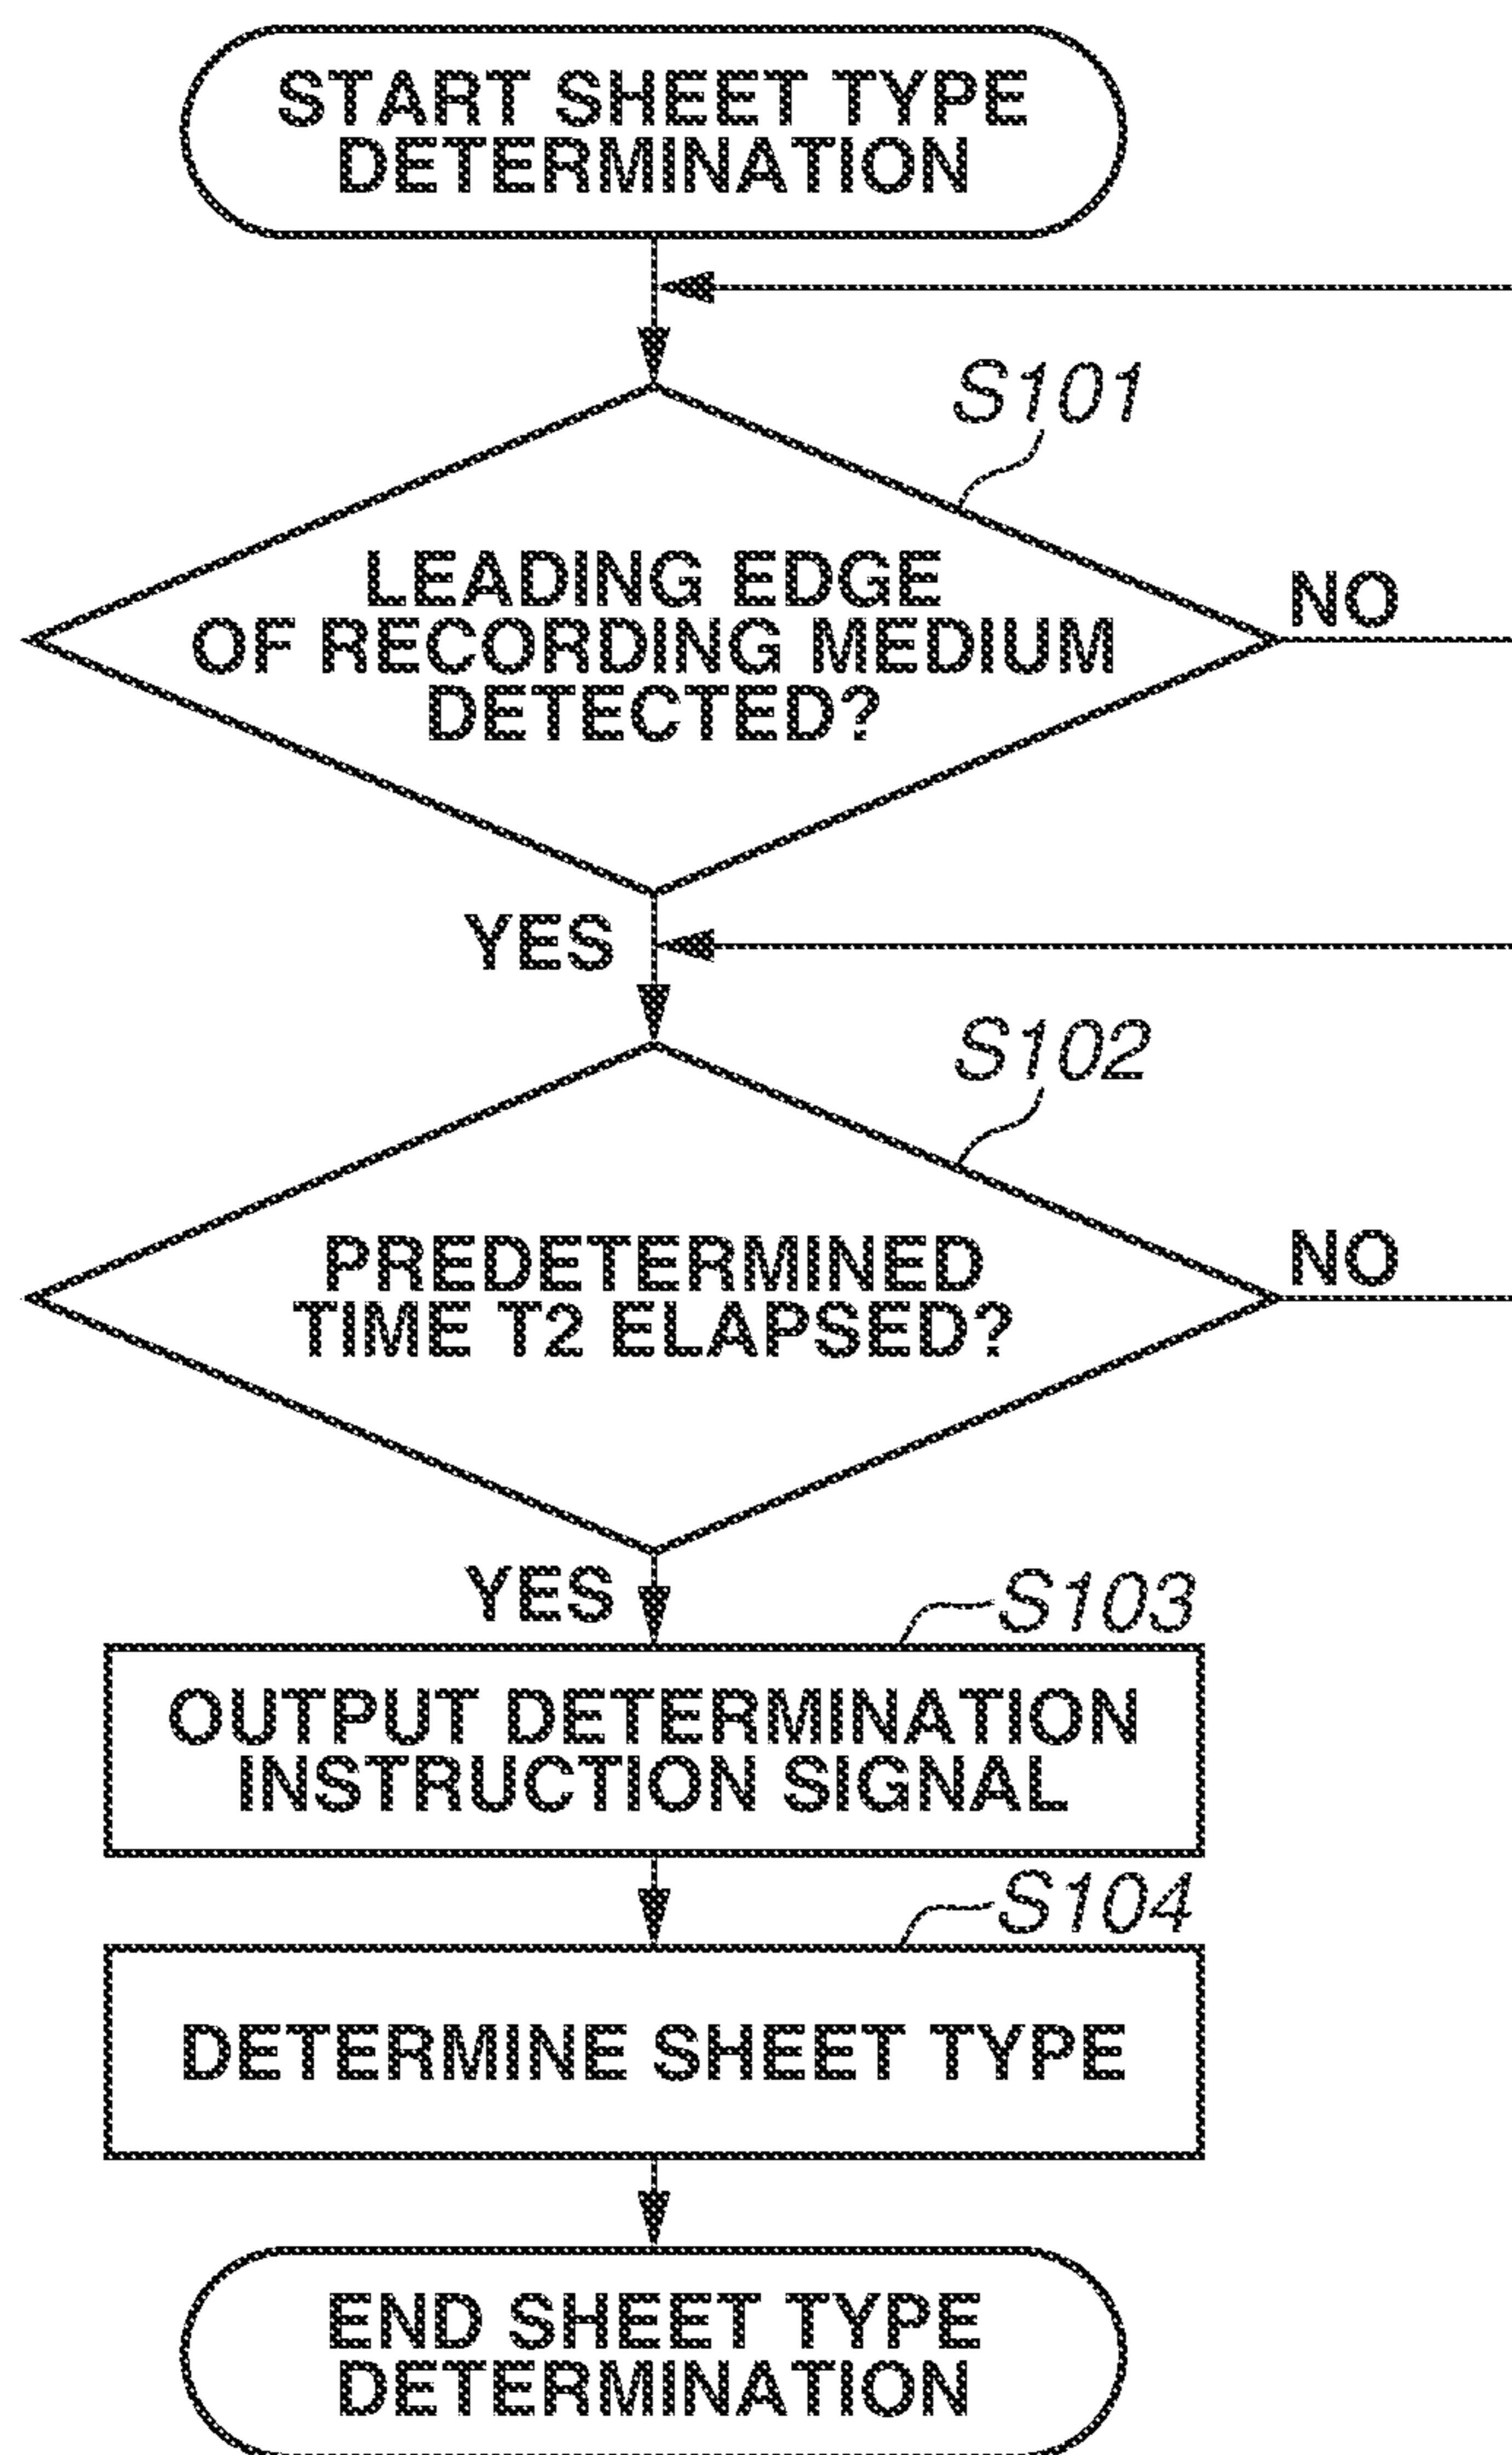 START SHEET TYPE
DETERMINATION
S101
LEADING EDGE
OF RECORDING MEDIUM
DETECTED?
NO
YES
S102
PREDETERMINED
TIME T2 ELAPSED?
NO
YES
S103
OUTPUT DETERMINATION
INSTRUCTION SIGNAL
S104
DETERMINE SHEET TYPE
END SHEET TYPE
DETERMINATION